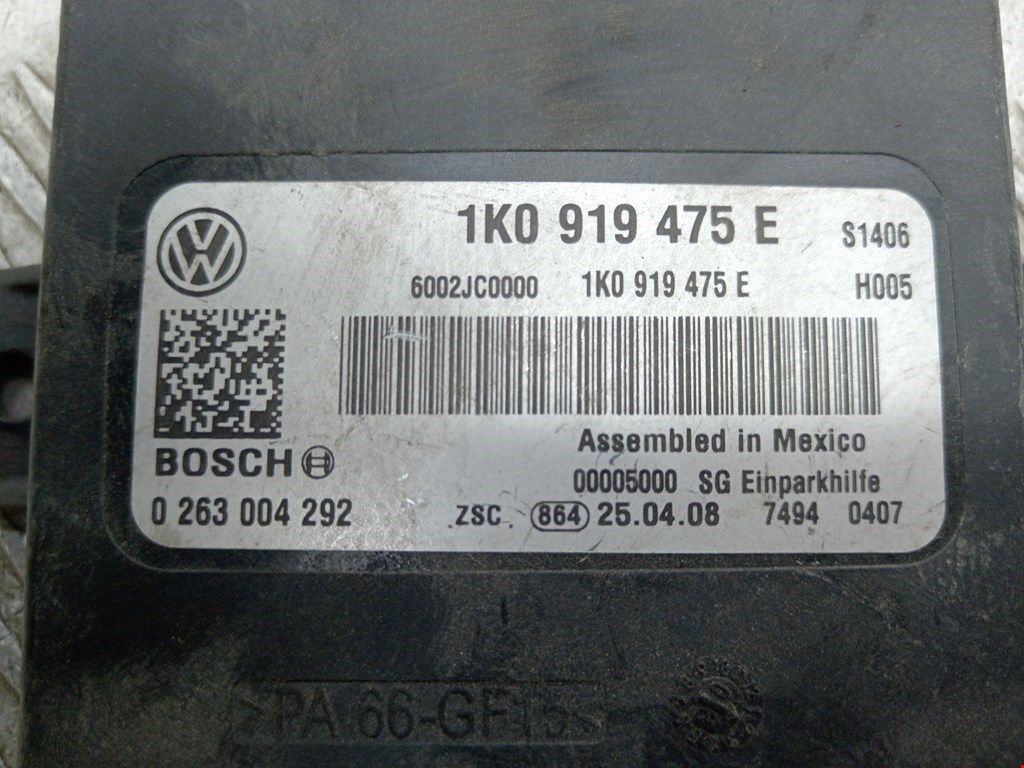 1K0 919 475 E S1406
6002JC0000 1K0 919 475 E H005
Assembled in Mexico
BOSCH 00005000 SG Einparkhilfe
0 263 004 292 ZSC 864 25.04.08 7494 0407
>PA 66-GF15<